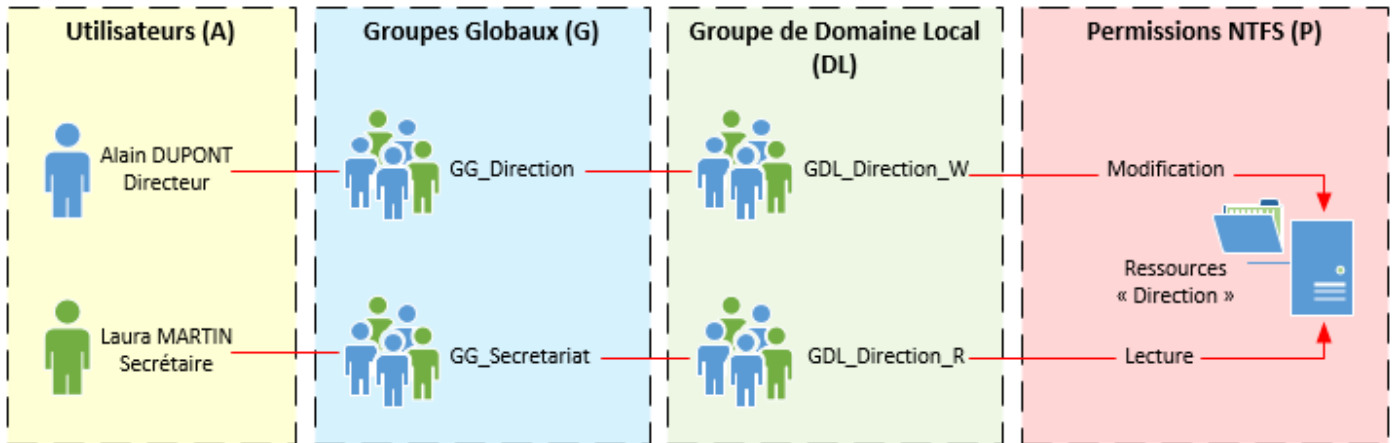 Utilisateurs (A)
Groupes Globaux (G)
Groupe de Domaine Local
(DL)
Permissions NTFS (P)
Alain DUPONT
Directeur
GG_Direction
GDL_Direction_W
Modification
Ressources
« Direction »
Laura MARTIN
Secrétaire
GG_Secretariat
GDL_Direction_R
Lecture